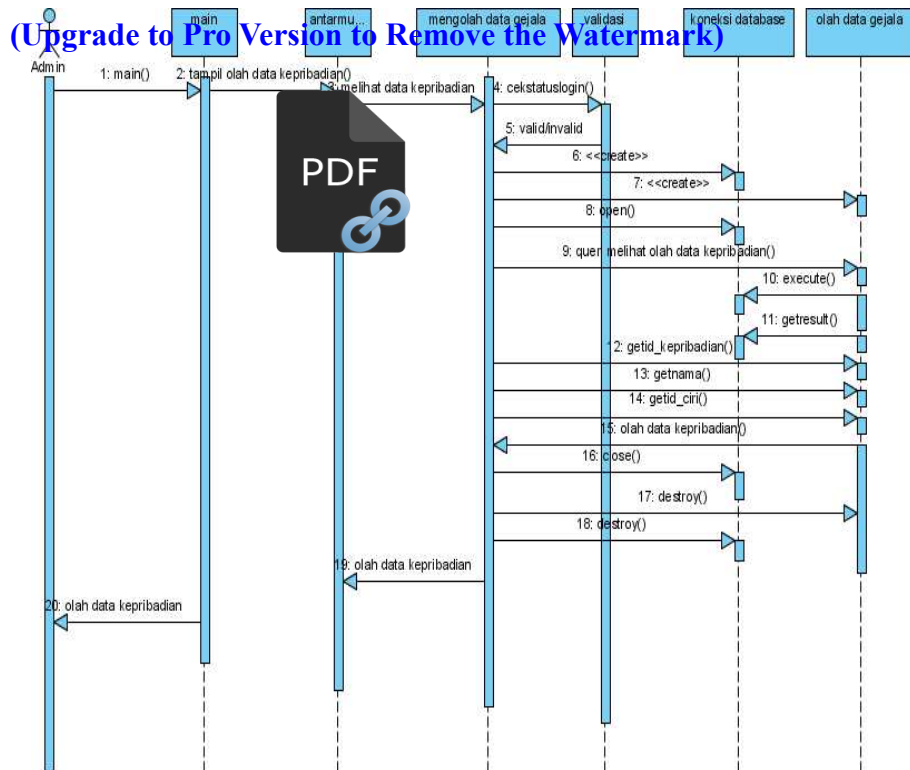 main
antarmu...
mengolah data gejala
validasi
koneksi database
olah data gejala
(Upgrade to Pro Version to Remove the Watermark)
Admin
1: main()
2: tampil olah data kepribadian()
3: melihat data kepribadian
4: cekstatuslogin()
5: valid/invalid
6: <<create>>
7: <<create>>
8: open()
PDF
9: queri melihat olah data kepribadian()
10: execute()
11: getresult()
12: getid_kepribadian()
13: getnama()
14: getid_ciri()
15: olah data kepribadian()
16: close()
17: destroy()
18: destroy()
19: olah data kepribadian
20: olah data kepribadian